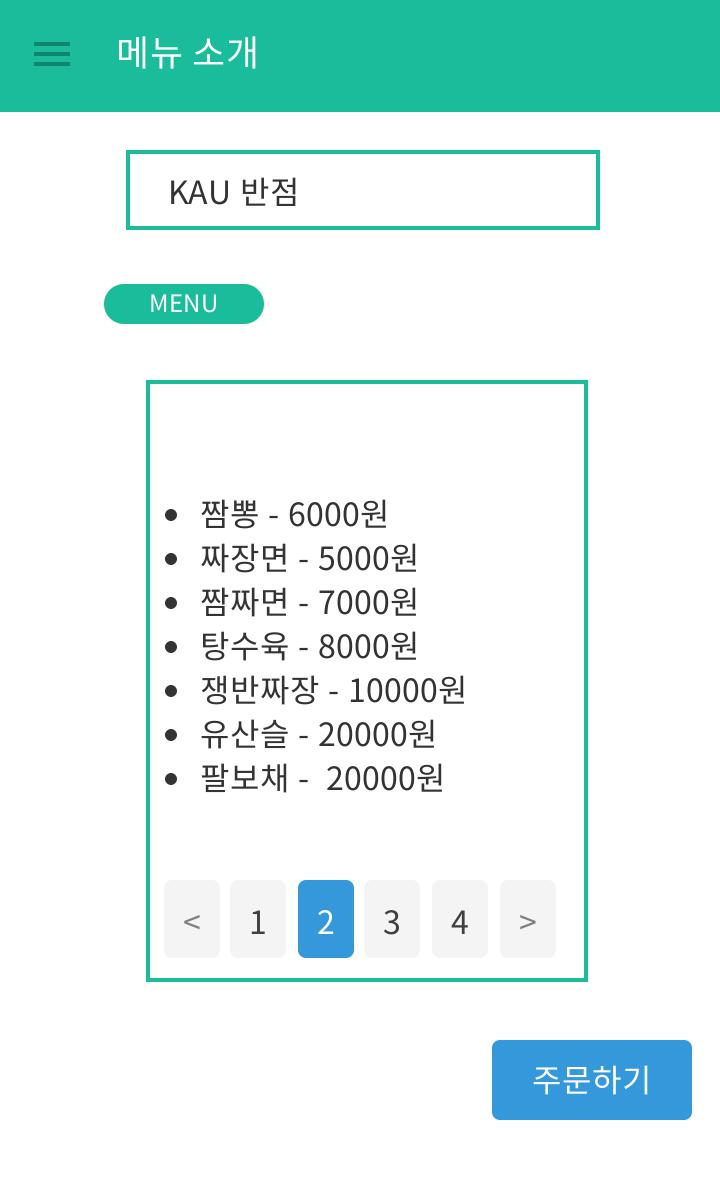 메뉴 소개
KAU 반점
MENU
• 짬뽕 - 6000원
• 짜장면 - 5000원
• 짬짜면 - 7000원
• 탕수육 - 8000원
• 쟁반짜장 - 10000원
• 유산슬 - 20000원
• 팔보채 -  20000원
< 1 2 3 4 >
주문하기